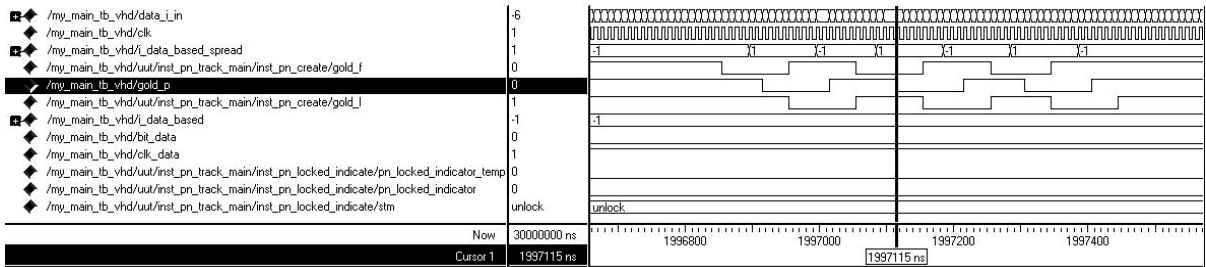 /my_main_tb_vhd/data_i_in -6
/my_main_tb_vhd/clk 1
/my_main_tb_vhd/i_data_based_spread 1 -1 1 -1 1 -1 1 -1
/my_main_tb_vhd/uut/inst_pn_track_main/inst_pn_create/gold_f 0
/my_main_tb_vhd/gold_p 0
/my_main_tb_vhd/uut/inst_pn_track_main/inst_pn_create/gold_l 1
/my_main_tb_vhd/i_data_based -1 -1
/my_main_tb_vhd/bit_data 0
/my_main_tb_vhd/clk_data 1
/my_main_tb_vhd/uut/inst_pn_track_main/inst_pn_locked_indicate/pn_locked_indicator_temp 0
/my_main_tb_vhd/uut/inst_pn_track_main/inst_pn_locked_indicate/pn_locked_indicator 0
/my_main_tb_vhd/uut/inst_pn_track_main/inst_pn_locked_indicate/stm unlock unlock
Now 30000000 ns 1996800 1997000 1997200 1997400
Cursor 1 1997115 ns 1997115 ns